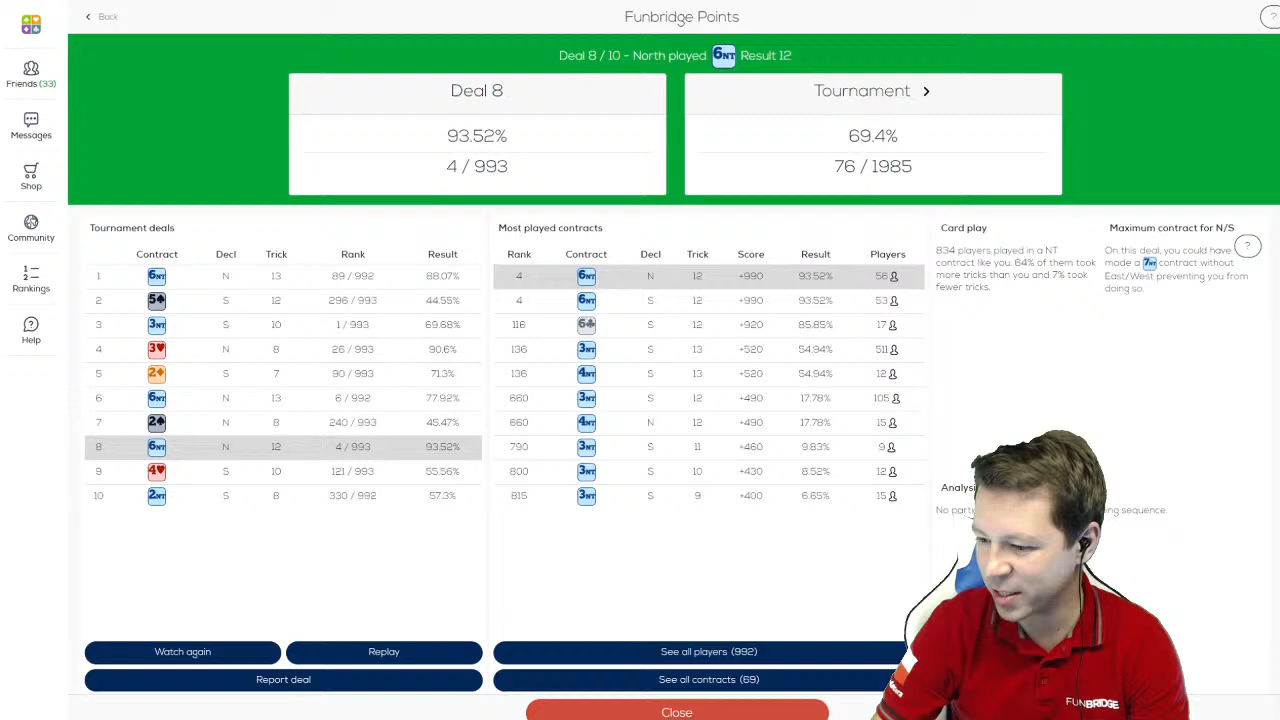 Back
Funbridge Points
?
Friends (33)
Messages
Shop
Community
1
2
Rankings
Help
Deal 8 / 10 - North played 6NT Result 12
Deal 8
93.52%
4 / 993
Tournament
69.4%
76 / 1985
Tournament deals
Contract Decl Trick Rank Result
1 6NT N 13 89 / 992 88.07%
2 5♠ S 12 296 / 993 44.55%
3 3NT S 10 1 / 993 69.68%
4 3♥ N 8 26 / 993 90.6%
5 2♦ S 7 90 / 993 71.3%
6 6NT N 13 6 / 992 77.92%
7 2♠ N 8 240 / 993 45.47%
8 6NT N 12 4 / 993 93.52%
9 4♥ S 10 121 / 993 55.56%
10 2NT S 8 330 / 992 57.3%
Most played contracts
Rank Contract Decl Trick Score Result Players
4 6NT N 12 +990 93.52% 56
4 6NT S 12 +990 93.52% 53
116 6♣ S 12 +920 85.85% 17
136 3NT S 13 +520 54.94% 511
136 4NT S 13 +520 54.94% 12
660 3NT S 12 +490 17.78% 105
660 4NT N 12 +490 17.78% 15
790 3NT S 11 +460 9.83% 9
800 3NT S 10 +430 8.52% 12
815 3NT S 9 +400 6.65% 15
Card play
834 players played in a NT
contract like you. 64% of them took
more tricks than you and 7% took
fewer tricks.
Maximum contract for N/S
?
On this deal, you could have
made a 7NT contract without
East/West preventing you from
doing so.
Analysi
No parti
ing sequence.
Watch again
Replay
Report deal
See all players (992)
See all contracts (69)
Close
FUNBRIDGE